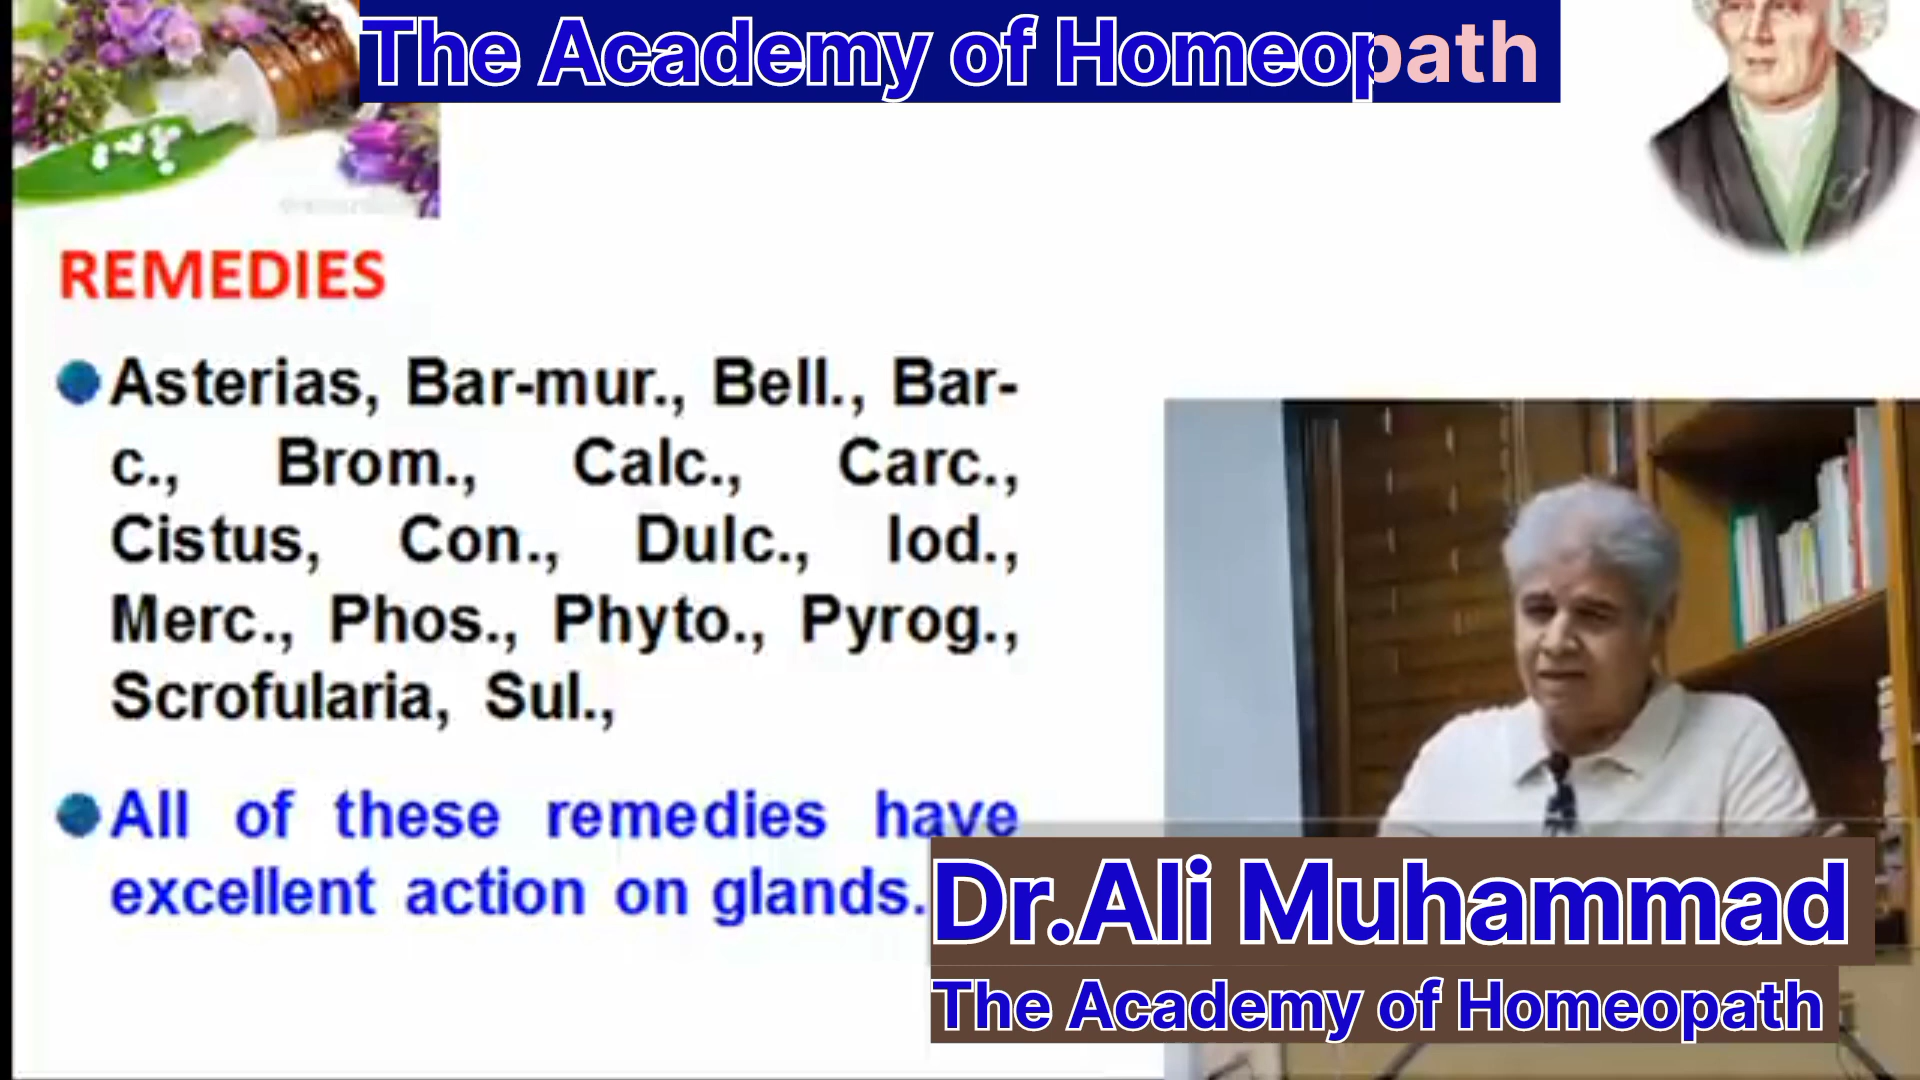 The Academy of Homeopath
REMEDIES
Asterias, Bar-mur., Bell., Bar-
c., Brom., Calc., Carc.,
Cistus, Con., Dulc., Iod.,
Merc., Phos., Phyto., Pyrog.,
Scrofularia, Sul.,
All of these remedies have
excellent action on glands.
Dr.Ali Muhammad
The Academy of Homeopath